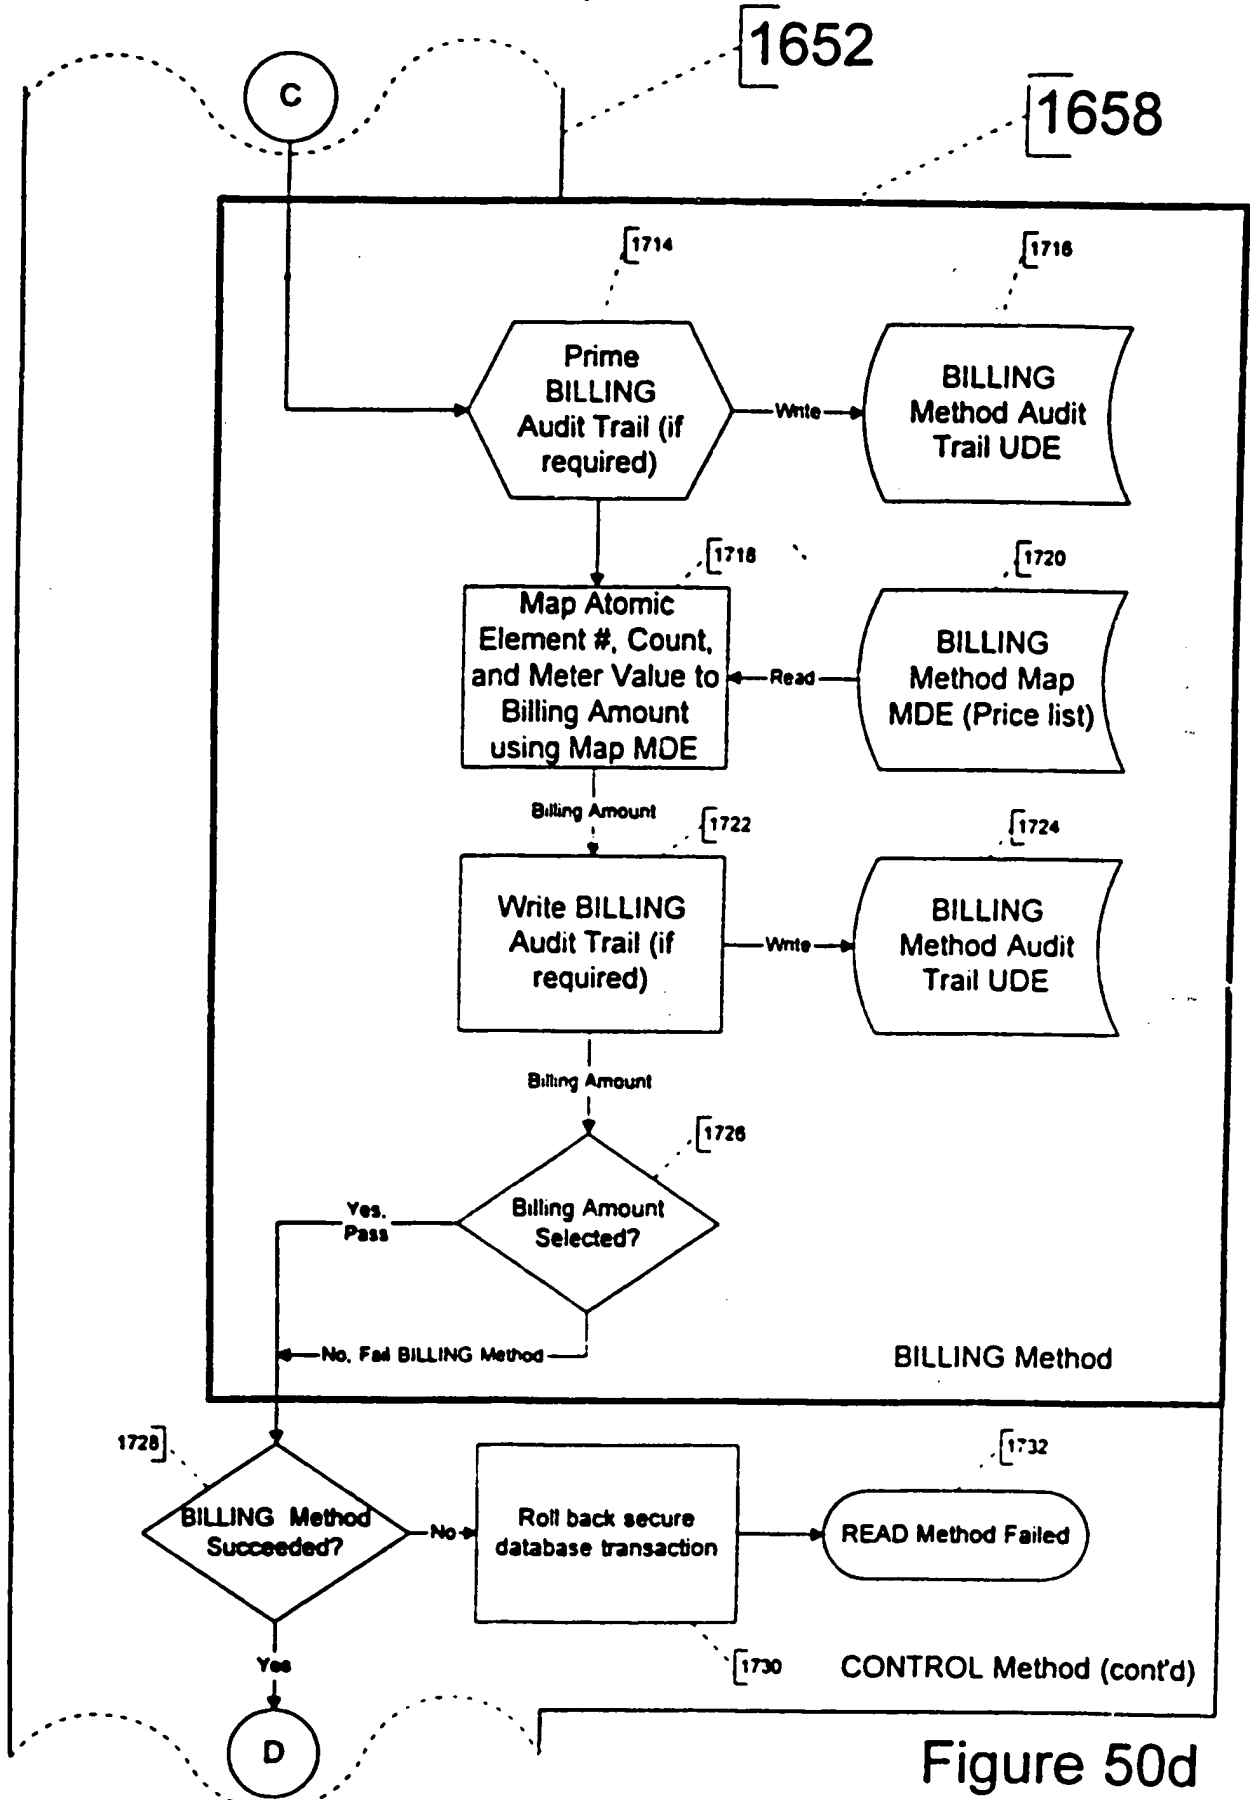 1652
C
1658
1714
1716
Prime
BILLING
Audit Trail (if
required)
Write
BILLING
Method Audit
Trail UDE
1718
1720
Map Atomic
Element #, Count,
and Meter Value to
Billing Amount
using Map MDE
Read
BILLING
Method Map
MDE (Price list)
Billing Amount
1722
1724
Write BILLING
Audit Trail (if
required)
Write
BILLING
Method Audit
Trail UDE
Billing Amount
1726
Billing Amount
Selected?
Yes,
Pass
No, Fail BILLING Method
BILLING Method
1728
1732
BILLING Method
Succeeded?
No
Roll back secure
database transaction
READ Method Failed
Yes
1730
CONTROL Method (cont'd)
D
Figure 50d